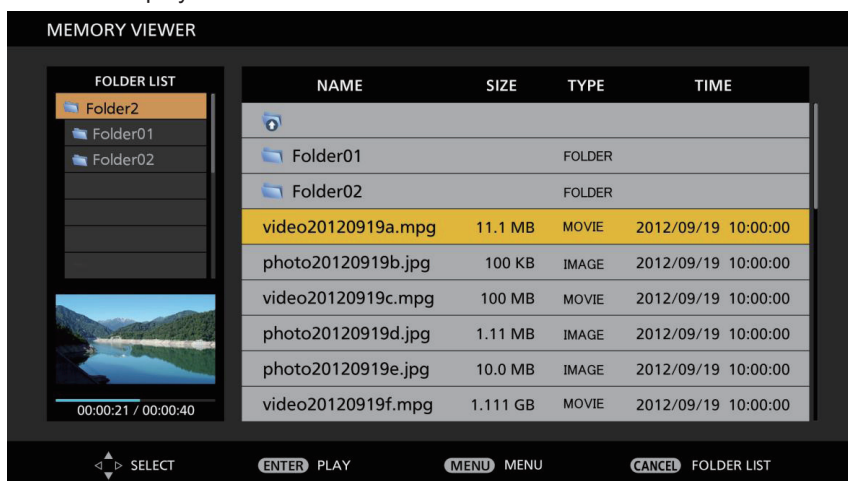 MEMORY VIEWER
FOLDER LIST
Folder2
Folder01
Folder02
00:00:21 / 00:00:40
NAME SIZE TYPE TIME
Folder01 FOLDER
Folder02 FOLDER
video20120919a.mpg 11.1 MB MOVIE 2012/09/19 10:00:00
photo20120919b.jpg 100 KB IMAGE 2012/09/19 10:00:00
video20120919c.mpg 100 MB MOVIE 2012/09/19 10:00:00
photo20120919d.jpg 1.11 MB IMAGE 2012/09/19 10:00:00
photo20120919e.jpg 10.0 MB IMAGE 2012/09/19 10:00:00
video20120919f.mpg 1.111 GB MOVIE 2012/09/19 10:00:00
SELECT ENTER PLAY MENU MENU CANCEL FOLDER LIST